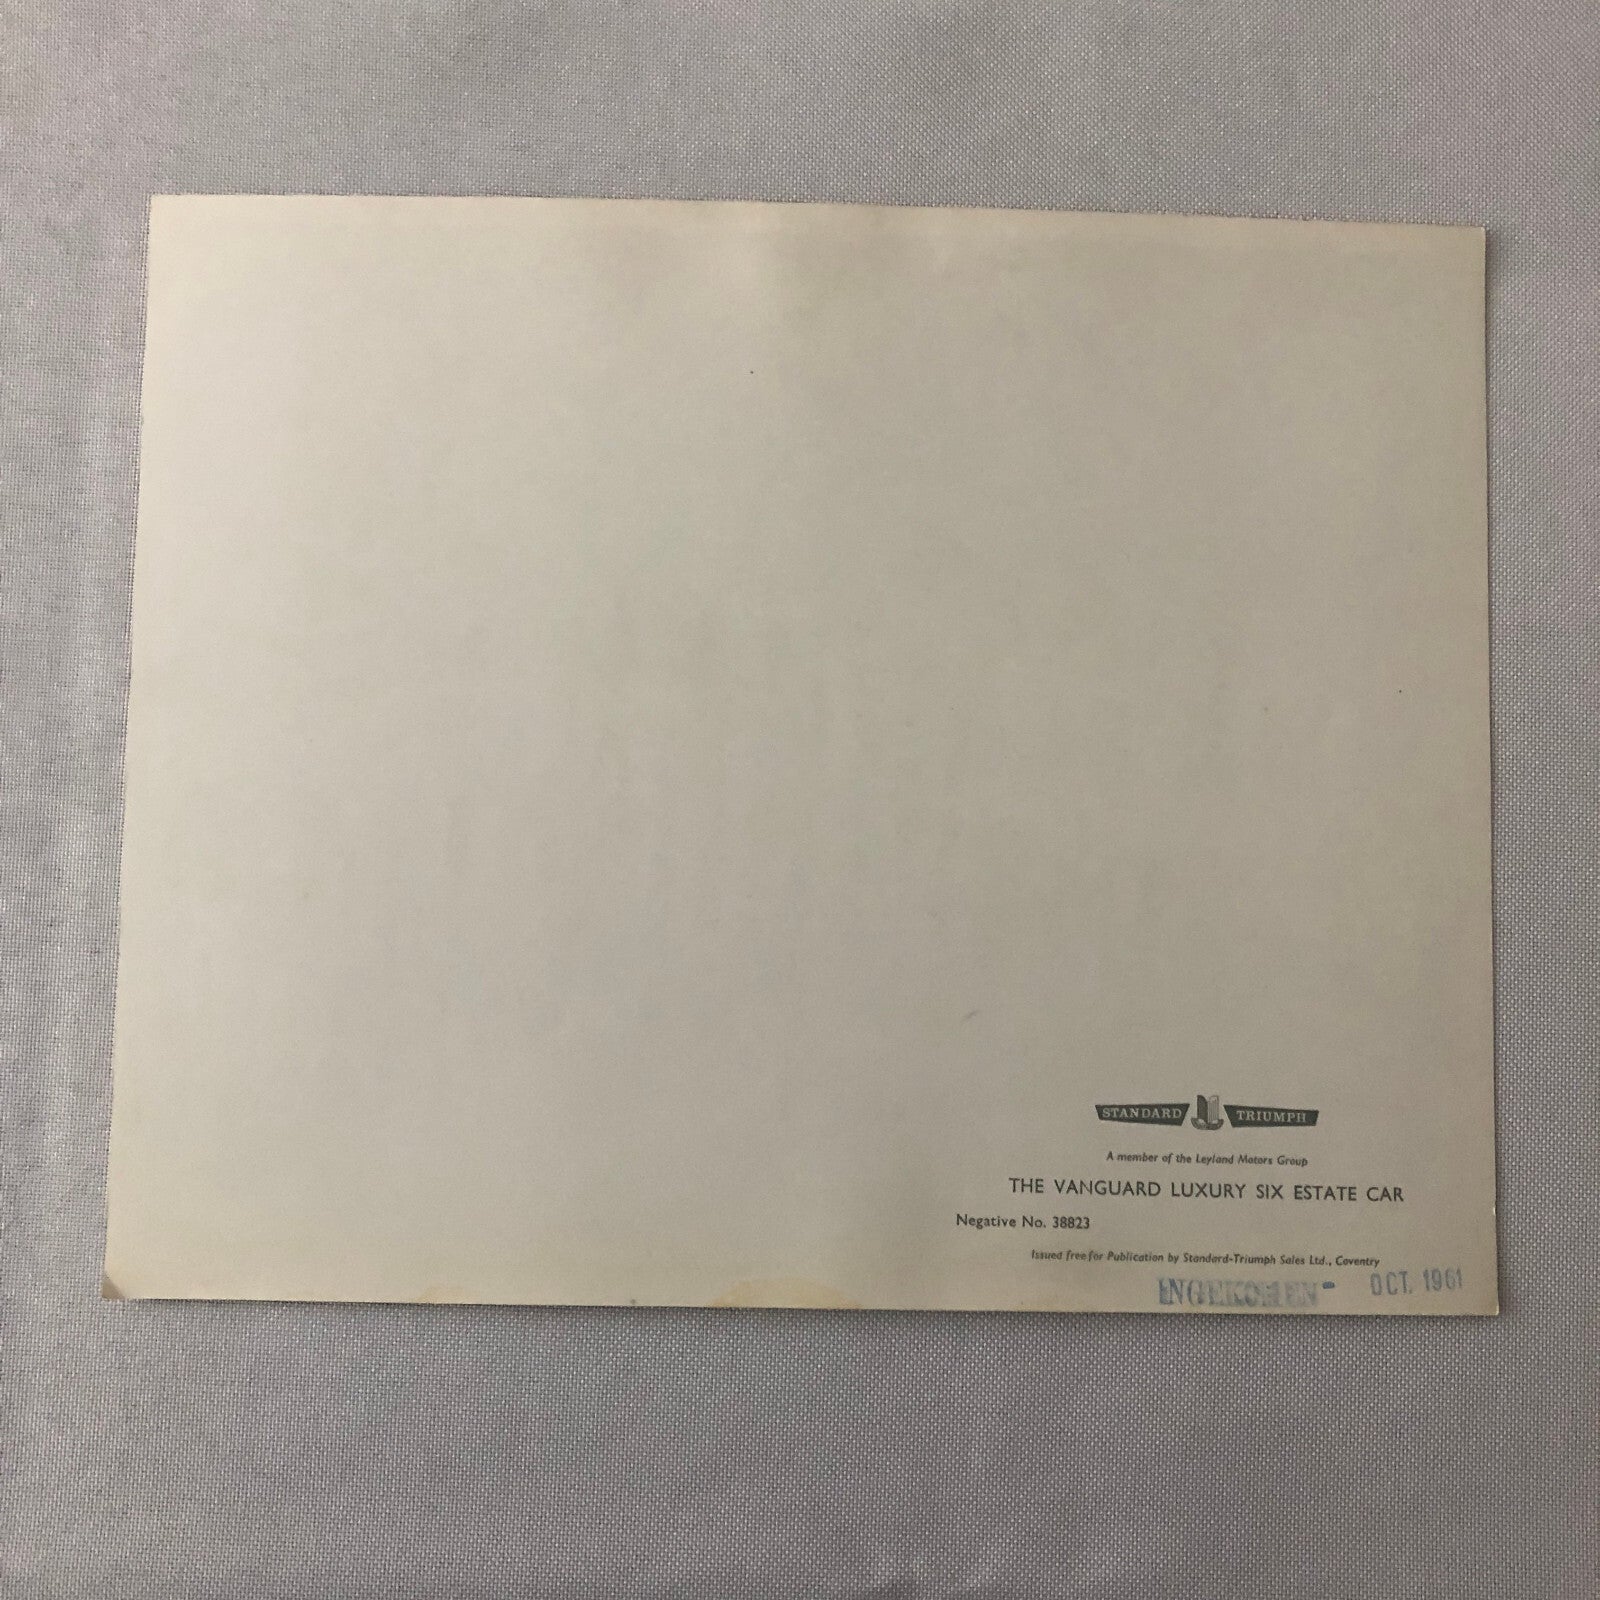 STANDARD TRIUMPH
A member of the Leyland Motors Group
THE VANGUARD LUXURY SIX ESTATE CAR
Negative No. 38823
Issued free for Publication by Standard-Triumph Sales Ltd., Coventry
INGEKOMEN - OCT. 1961